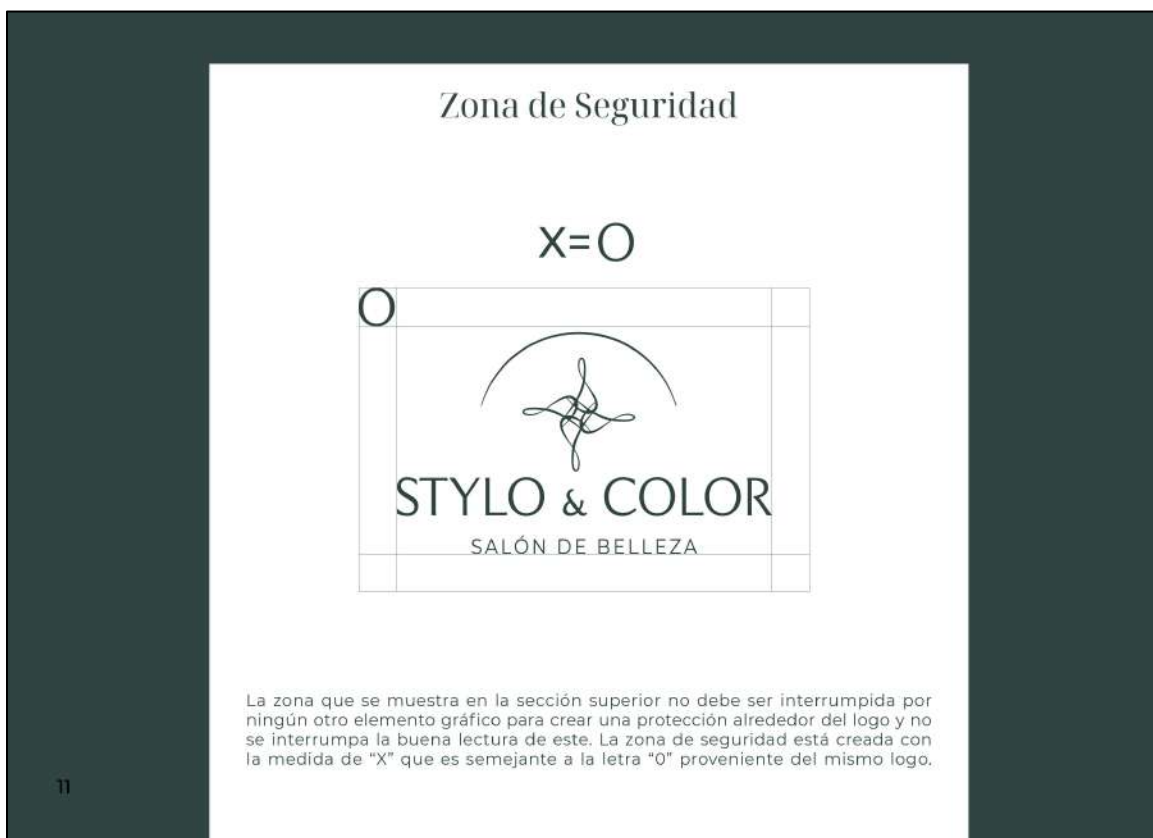 Zona de Seguridad
X=O
O
STYLO & COLOR
SALÓN DE BELLEZA
La zona que se muestra en la sección superior no debe ser interrumpida por
ningún otro elemento gráfico para crear una protección alrededor del logo y no
se interrumpa la buena lectura de este. La zona de seguridad está creada con
la medida de “X” que es semejante a la letra “0” proveniente del mismo logo.
11